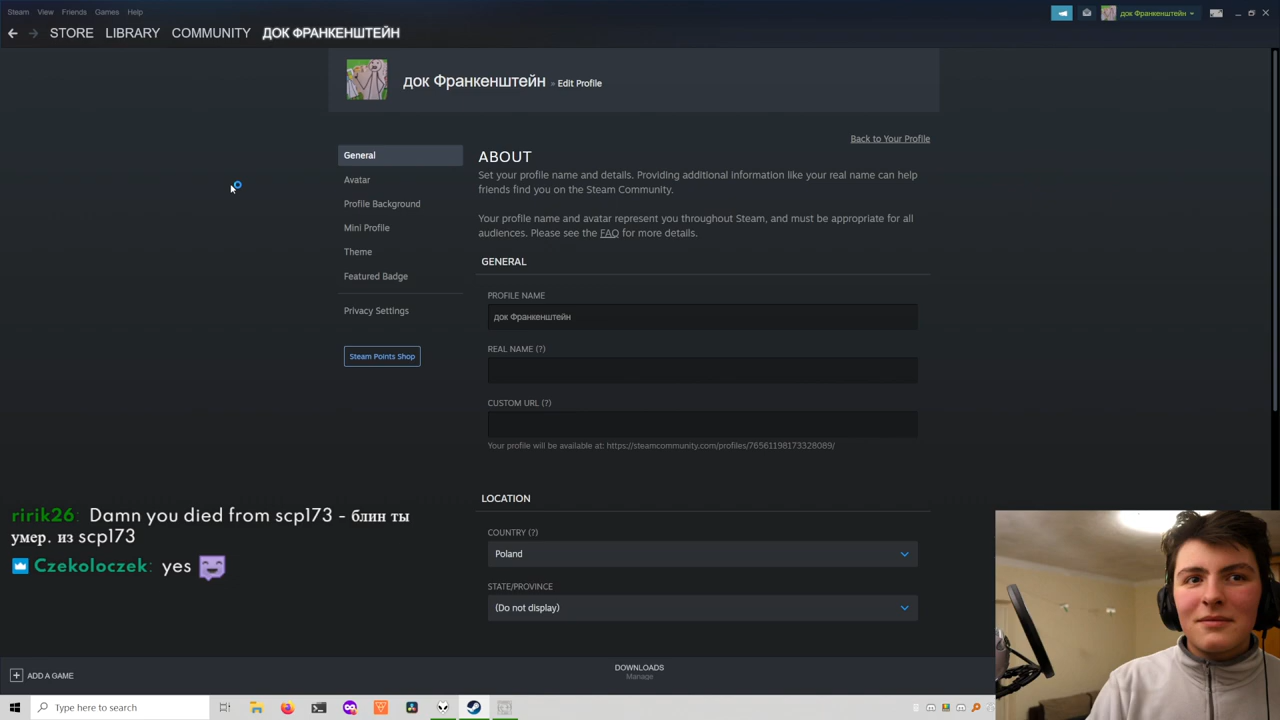 Steam View Friends Games Help
док Франкенштейн
STORE LIBRARY COMMUNITY ДОК ФРАНКЕНШТЕЙН
док Франкенштейн » Edit Profile
Back to Your Profile
General
Avatar
Profile Background
Mini Profile
Theme
Featured Badge
Privacy Settings
Steam Points Shop
ABOUT
Set your profile name and details. Providing additional information like your real name can help
friends find you on the Steam Community.
Your profile name and avatar represent you throughout Steam, and must be appropriate for all
audiences. Please see the FAQ for more details.
GENERAL
PROFILE NAME
док Франкенштейн
REAL NAME (?)
CUSTOM URL (?)
Your profile will be available at: https://steamcommunity.com/profiles/76561198173328089/
LOCATION
COUNTRY (?)
Poland
STATE/PROVINCE
(Do not display)
ririk26: Damn you died from scp173 - блин ты
умер. из scp173
Czekoloczek: yes
ADD A GAME
DOWNLOADS
Manage
Type here to search